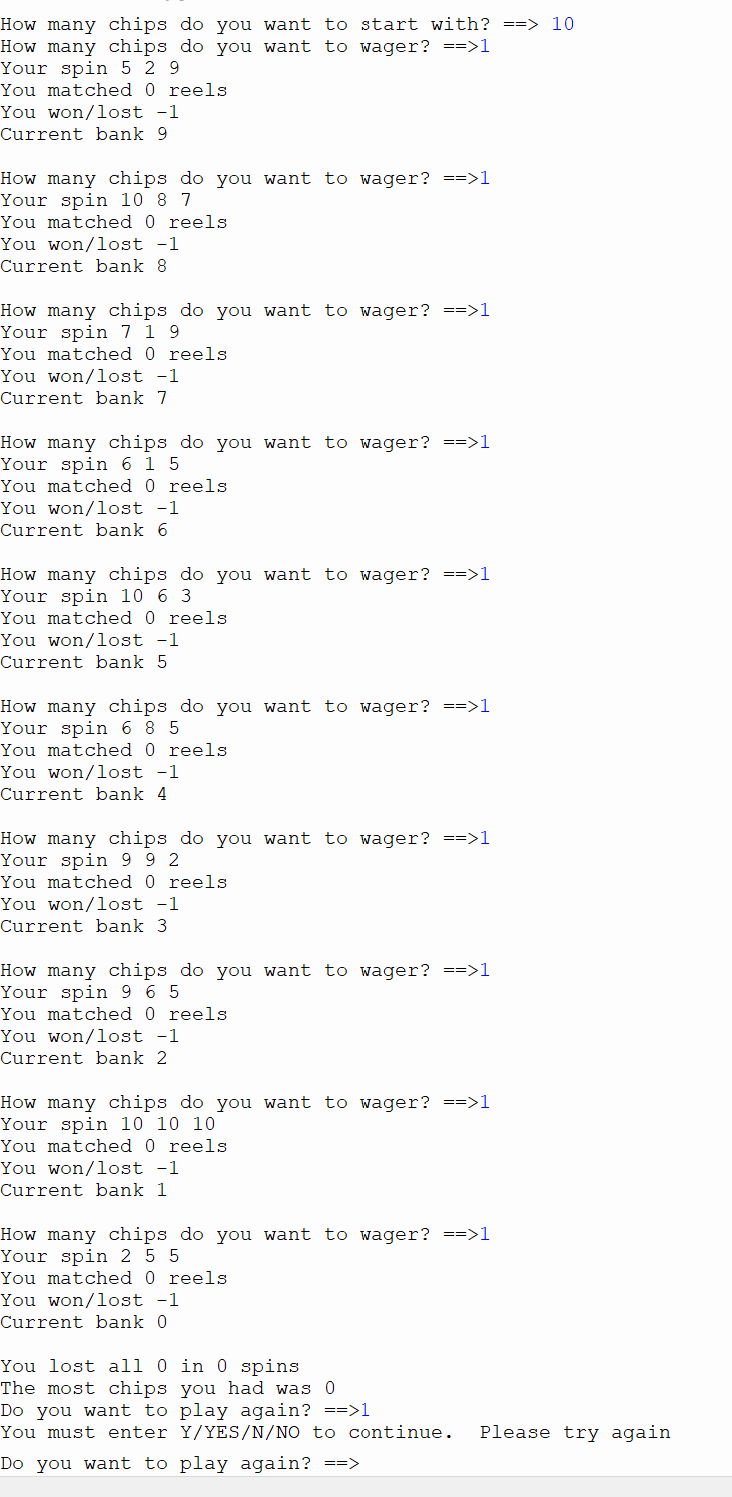 How many chips do you want to start with? ==> 10
How many chips do you want to wager? ==>1
Your spin 5 2 9
You matched 0 reels
You won/lost -1
Current bank 9
How many chips do you want to wager? ==>1
Your spin 10 8 7
You matched 0 reels
You won/lost -1
Current bank 8
How many chips do you want to wager? ==>1
Your spin 7 1 9
You matched 0 reels
You won/lost -1
Current bank 7
How many chips do you want to wager? ==>1
Your spin 6 1 5
You matched 0 reels
You won/lost -1
Current bank 6
How many chips do you want to wager? ==>1
Your spin 10 6 3
You matched 0 reels
You won/lost -1
Current bank 5
How many chips do you want to wager? ==>1
Your spin 6 8 5
You matched 0 reels
You won/lost -1
Current bank 4
How many chips do you want to wager? ==>1
Your spin 9 9 2
You matched 0 reels
You won/lost -1
Current bank 3
How many chips do you want to wager? ==>1
Your spin 9 6 5
You matched 0 reels
You won/lost -1
Current bank 2
How many chips do you want to wager? ==>1
Your spin 10 10 10
You matched 0 reels
You won/lost -1
Current bank 1
How many chips do you want to wager? ==>1
Your spin 2 5 5
You matched 0 reels
You won/lost -1
Current bank 0
You lost all 0 in 0 spins
The most chips you had was 0
Do you want to play again? ==>1
You must enter Y/YES/N/NO to continue.  Please try again
Do you want to play again? ==>